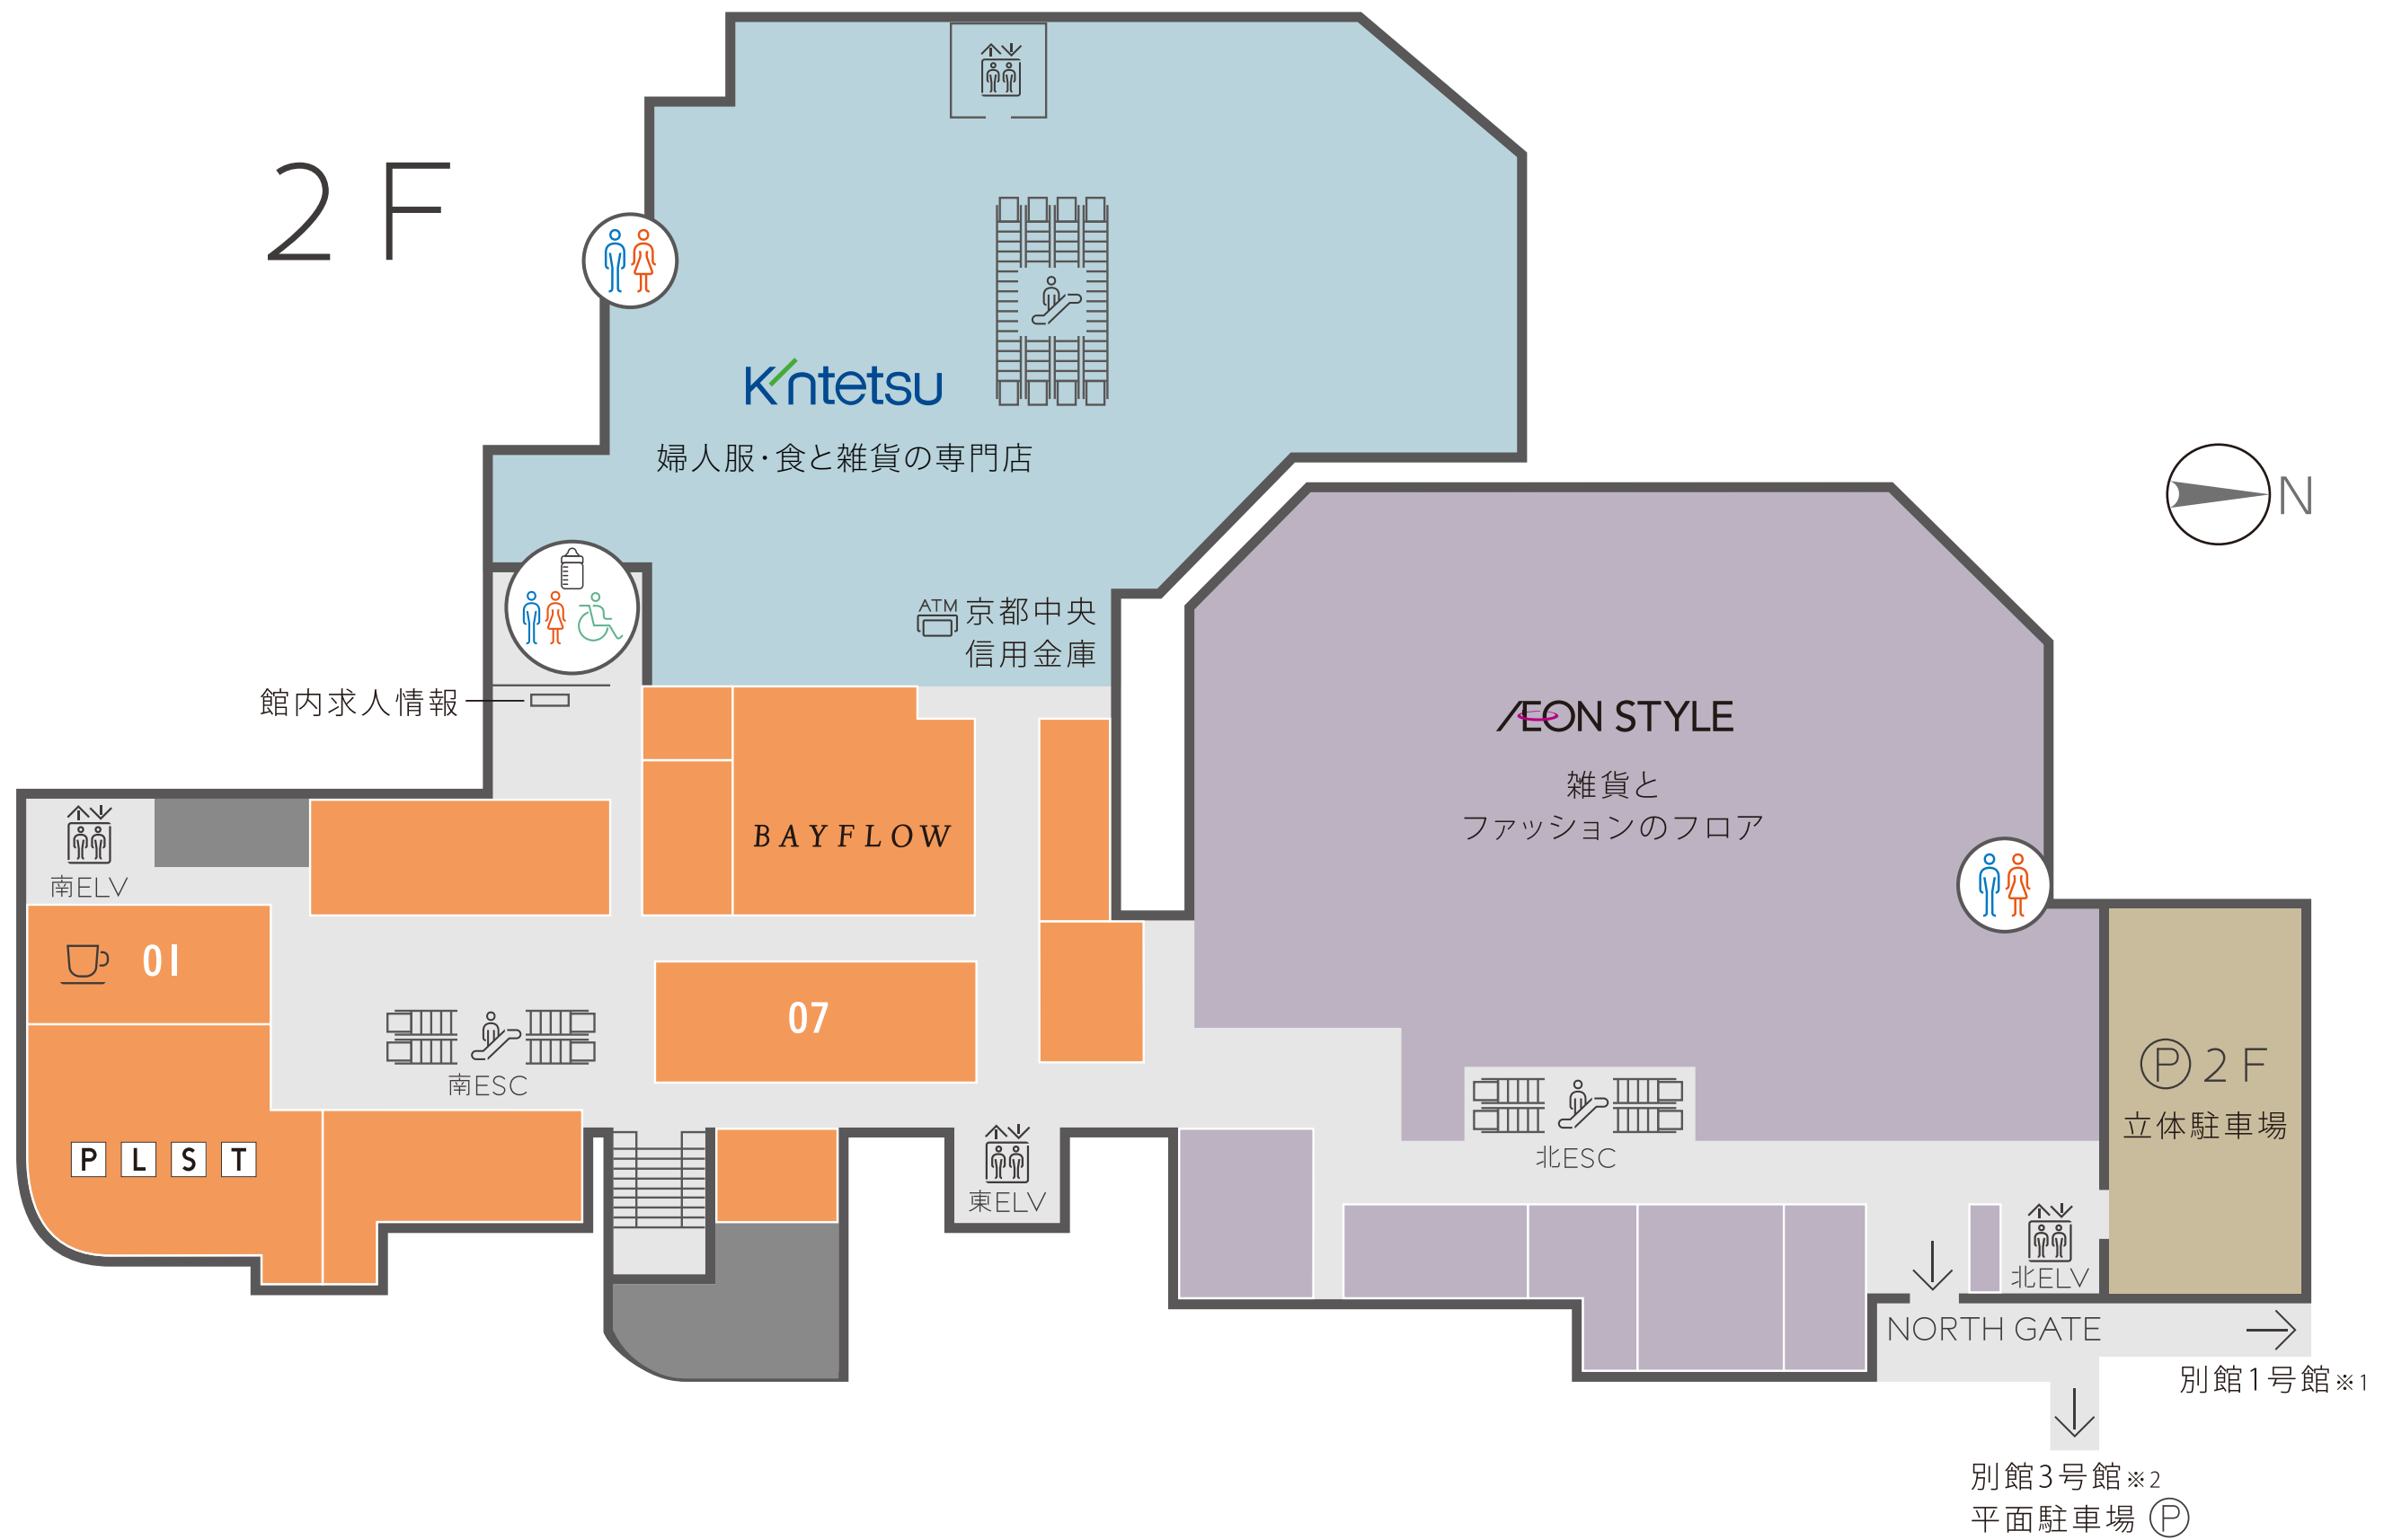 2F
Kintetsu
婦人服・食と雑貨の専門店
N
ATM 京都中央
信用金庫
館内求人情報
ÆON STYLE
雑貨と
ファッションのフロア
BAYFLOW
南ELV
01
07
南ESC
P 2F
立体駐車場
PLST
北ESC
東ELV
北ELV
NORTH GATE
別館1号館※1
別館3号館※2
平面駐車場 P